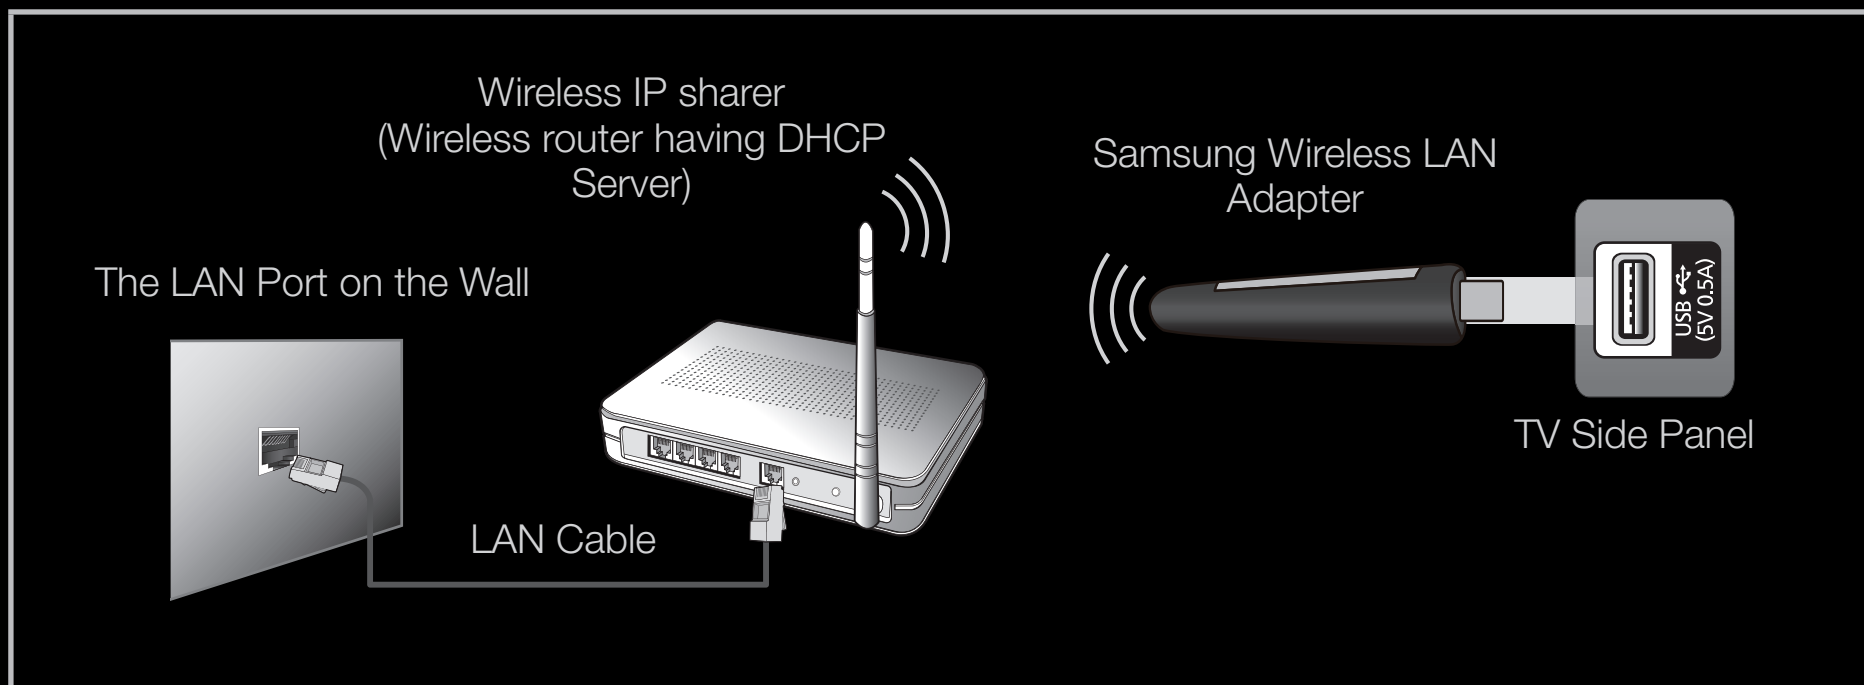 Wireless IP sharer
(Wireless router having DHCP
Server)
Samsung Wireless LAN
Adapter
The LAN Port on the Wall
USB
(5V 0.5A)
TV Side Panel
LAN Cable